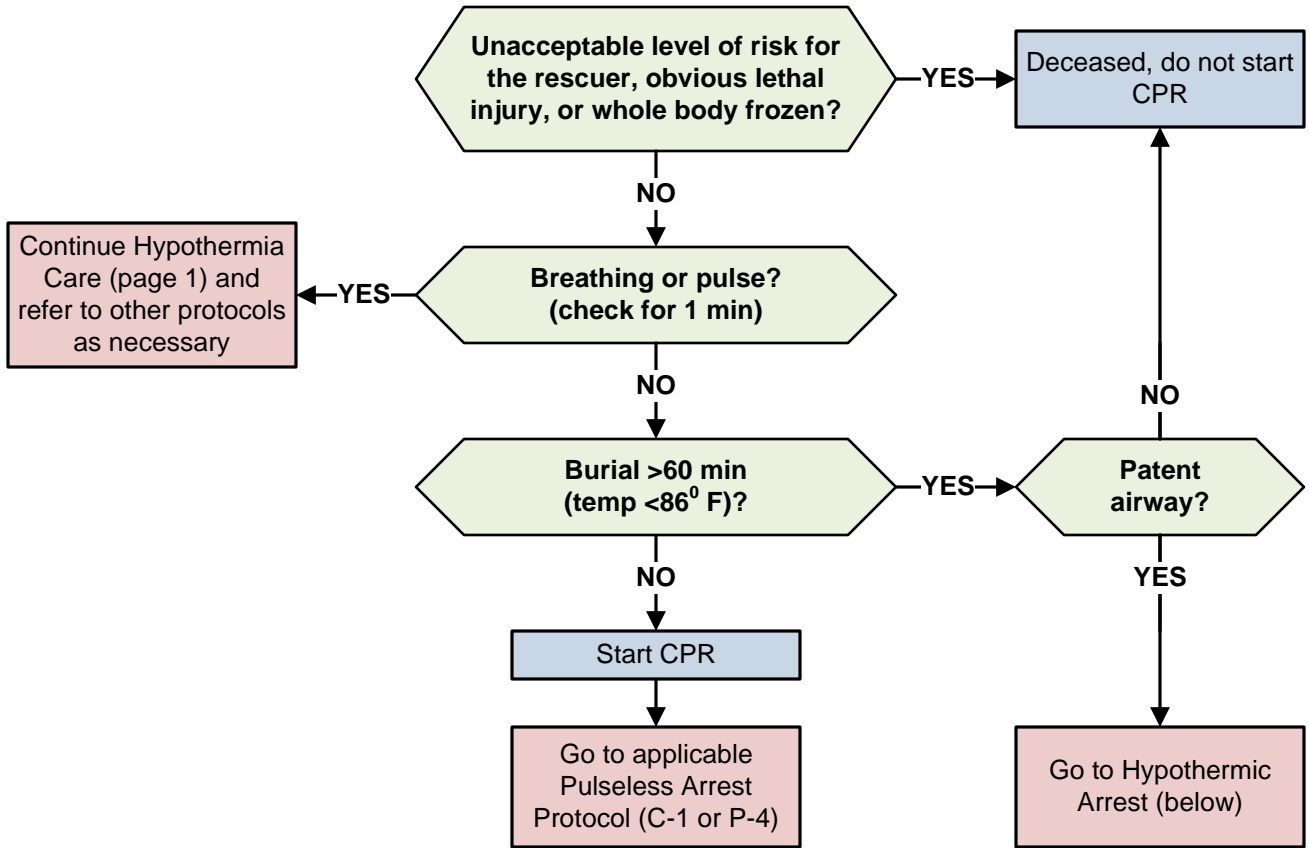 Unacceptable level of risk for
the rescuer, obvious lethal
injury, or whole body frozen?
YES
Deceased, do not start
CPR
NO
Continue Hypothermia
Care (page 1) and
refer to other protocols
as necessary
YES
Breathing or pulse?
(check for 1 min)
NO
NO
Burial >60 min
(temp <86⁰ F)?
YES
Patent
airway?
NO
YES
Start CPR
Go to applicable
Pulseless Arrest
Protocol (C-1 or P-4)
Go to Hypothermic
Arrest (below)